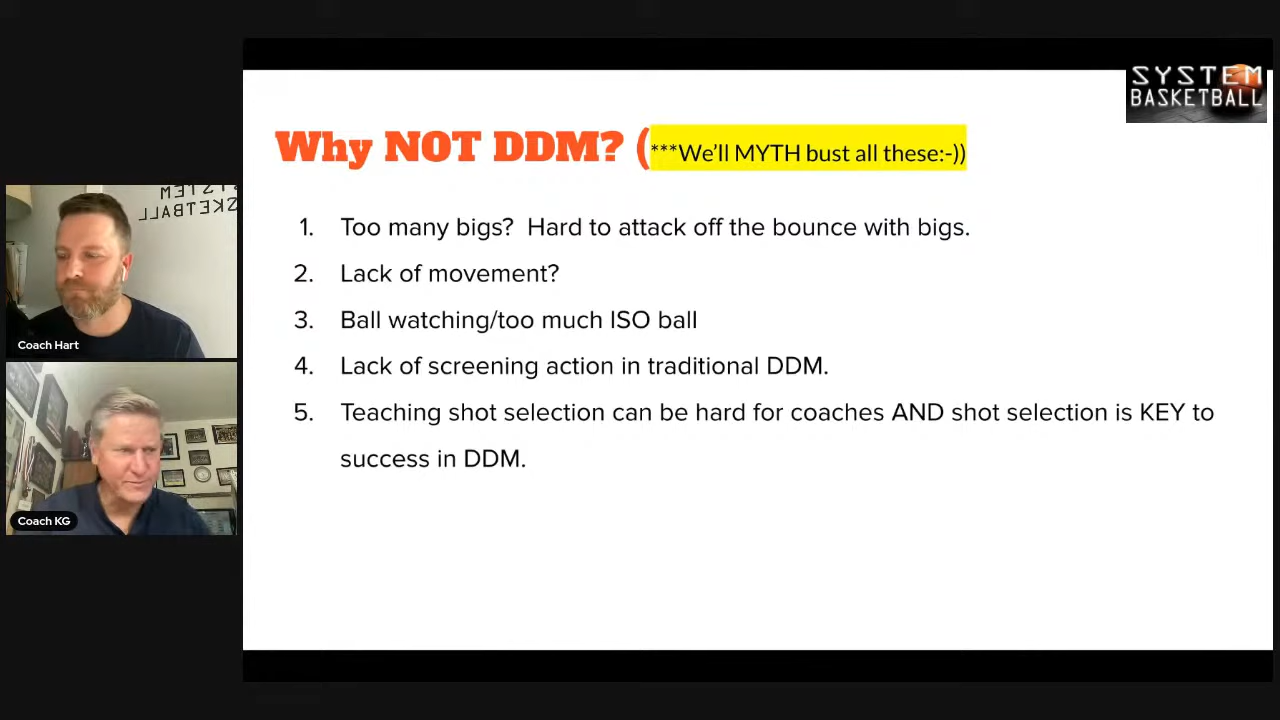 SYSTEM
BASKETBALL
Why NOT DDM? (***We'll MYTH bust all these:-))
1. Too many bigs? Hard to attack off the bounce with bigs.
2. Lack of movement?
3. Ball watching/too much ISO ball
4. Lack of screening action in traditional DDM.
5. Teaching shot selection can be hard for coaches AND shot selection is KEY to
success in DDM.
SYSTEM
BASKETBALL
Coach Hart
Coach KG